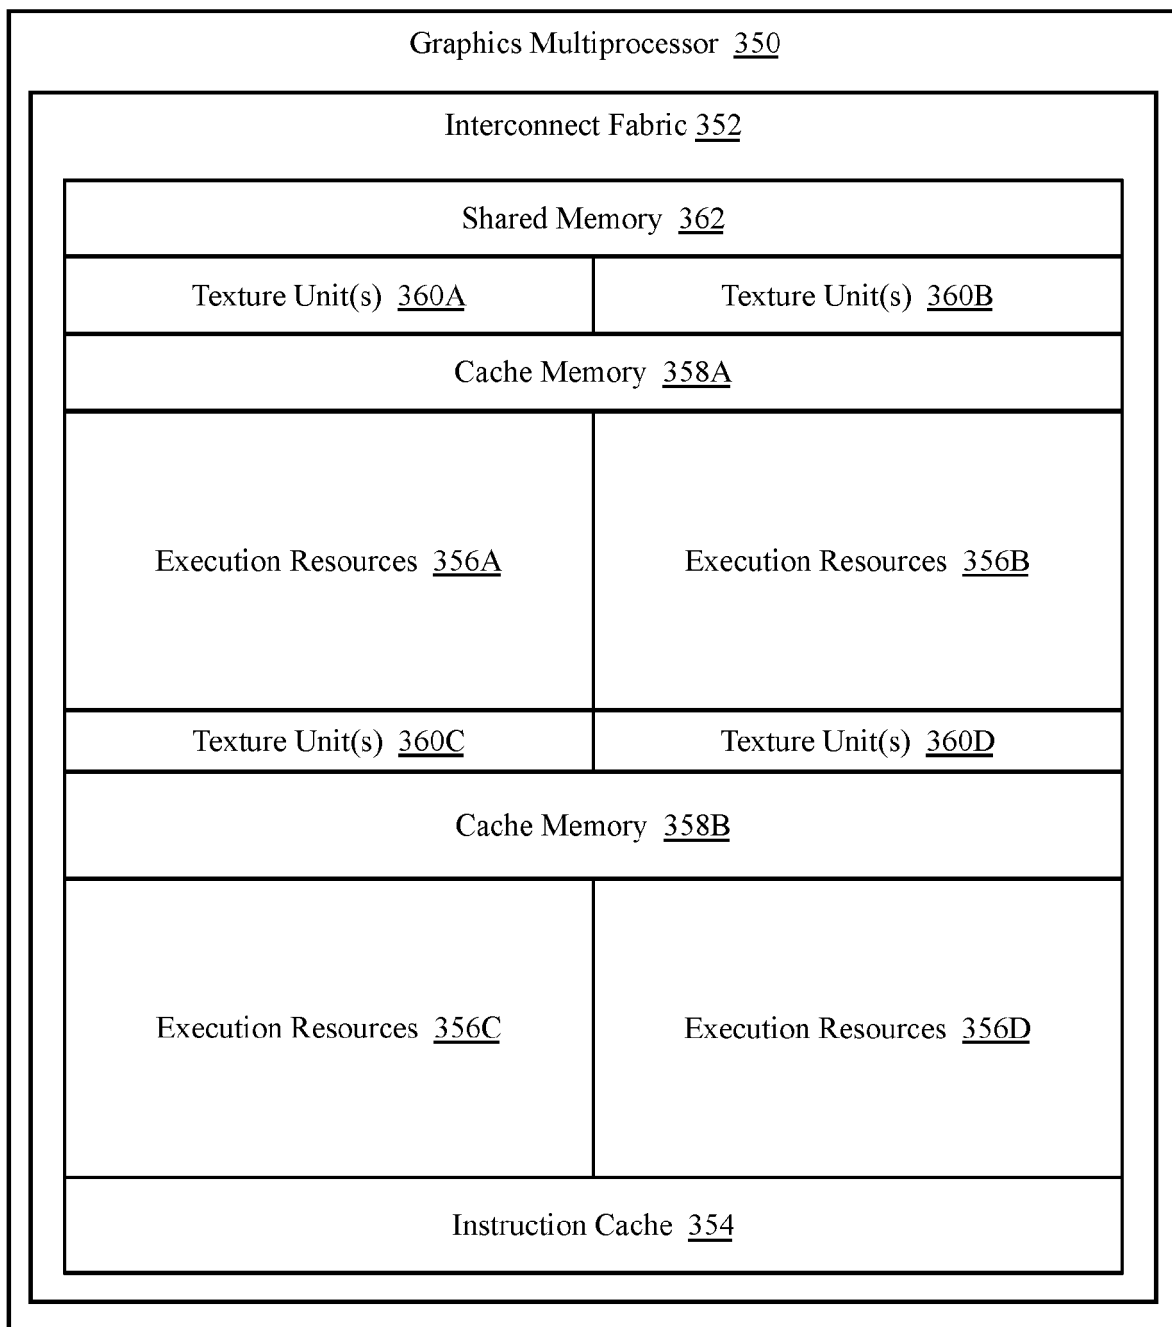 Graphics Multiprocessor 350
Interconnect Fabric 352
Shared Memory 362
Texture Unit(s) 360A
Texture Unit(s) 360B
Cache Memory 358A
Execution Resources 356A
Execution Resources 356B
Texture Unit(s) 360C
Texture Unit(s) 360D
Cache Memory 358B
Execution Resources 356C
Execution Resources 356D
Instruction Cache 354